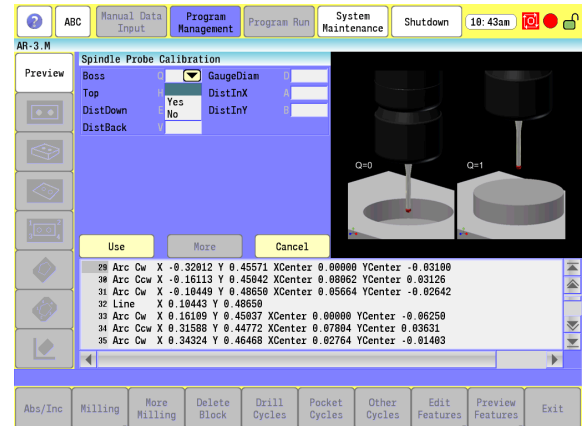 ?
ABC
Manual Data Input
Program Management
Program Run
System Maintenance
Shutdown
10:43am
AR-3.M
Preview
Spindle Probe Calibration
Boss Q GaugeDiam D
Top H DistInX A
Yes
DistDown E No DistInY B
DistBack V
Q=0
Q=1
Use
More
Cancel
29 Arc Cw X -0.32012 Y 0.45571 XCenter 0.00000 YCenter -0.03100
30 Arc Ccw X -0.16113 Y 0.45042 XCenter 0.08062 YCenter 0.03126
31 Arc Cw X -0.10449 Y 0.48650 XCenter 0.05664 YCenter -0.02642
32 Line X 0.10443 Y 0.48650
33 Arc Cw X 0.16109 Y 0.45037 XCenter 0.00000 YCenter -0.06250
34 Arc Ccw X 0.31588 Y 0.44772 XCenter 0.07804 YCenter 0.03631
35 Arc Cw X 0.34324 Y 0.46468 XCenter 0.02764 YCenter -0.01403
Abs/Inc
Milling
More Milling
Delete Block
Drill Cycles
Pocket Cycles
Other Cycles
Edit Features
Preview Features
Exit